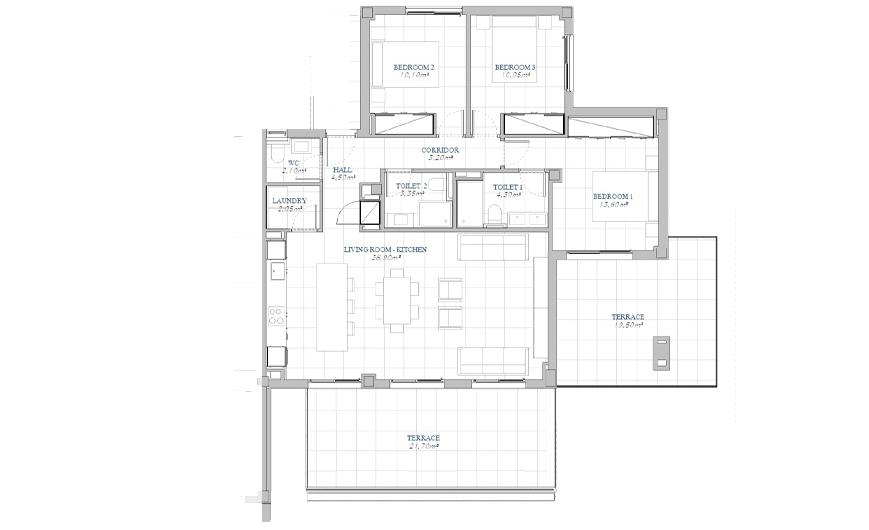 BEDROOM 2
10,10m²
BEDROOM 3
10,05m²
CORRIDOR
3,20m²
WC
2,10m²
HALL
4,50m²
TOILET 2
3,35m²
TOILET 1
4,30m²
BEDROOM 1
13,60m²
LAUNDRY
2,05m²
LIVING ROOM - KITCHEN
36,90m²
TERRACE
19,50m²
TERRACE
21,70m²